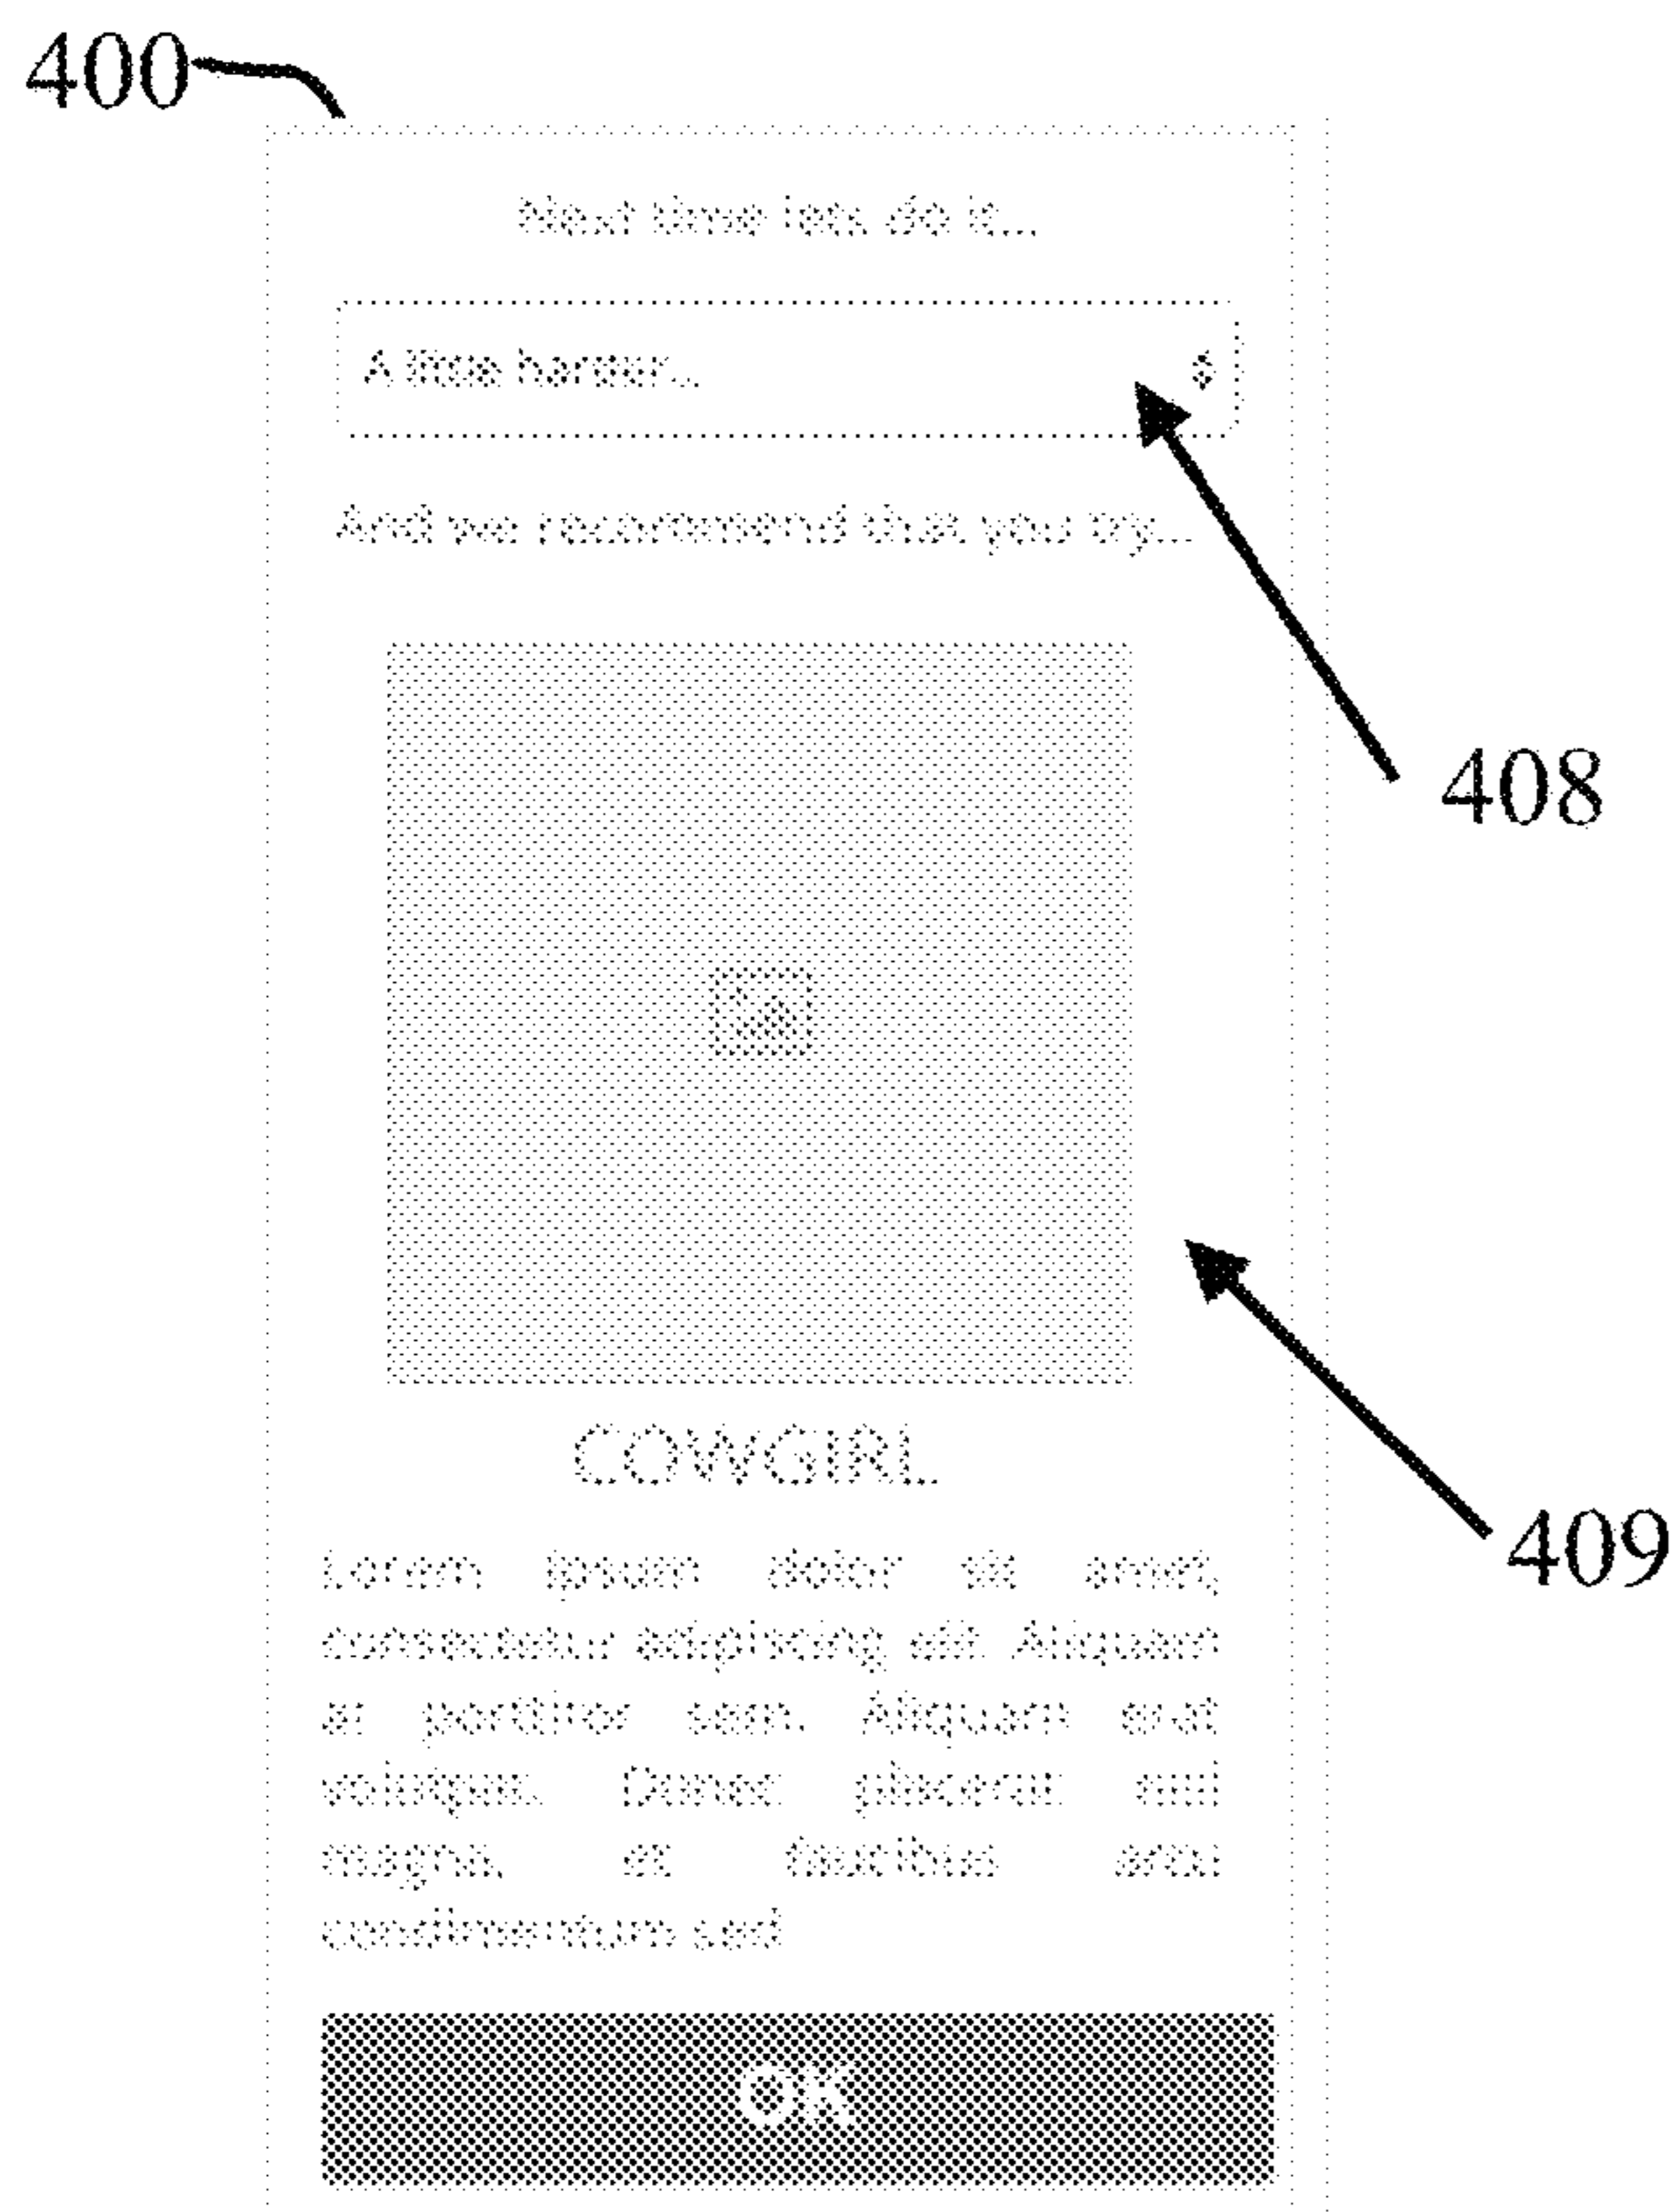 400
Next time lets do it...
A little harder...
And we recommend that you try...
408
COWGIRL
409
Lorem ipsum dolor sit amet,
consectetur adipiscing elit. Aliquam
at porttitor sem. Aliquam erat
volutpat. Donec placerat nisl
magna, et faucibus arcu
condimentum sed
OK